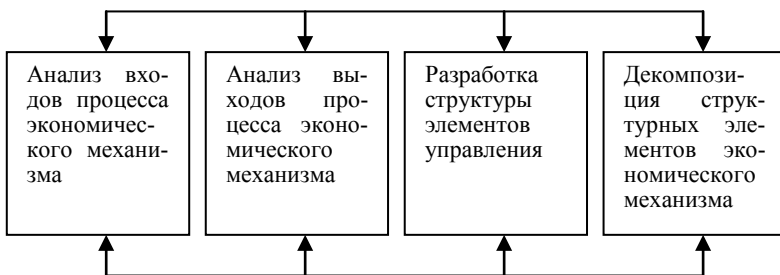 Анализ вхо-
дов процесса
экономичес-
кого механи-
зма
Анализ вы-
ходов про-
цесса эконо-
мического
механизма
Разработка
структуры
элементов
управления
Декомпози-
ция струк-
турных эле-
ментов эко-
номического
механизма